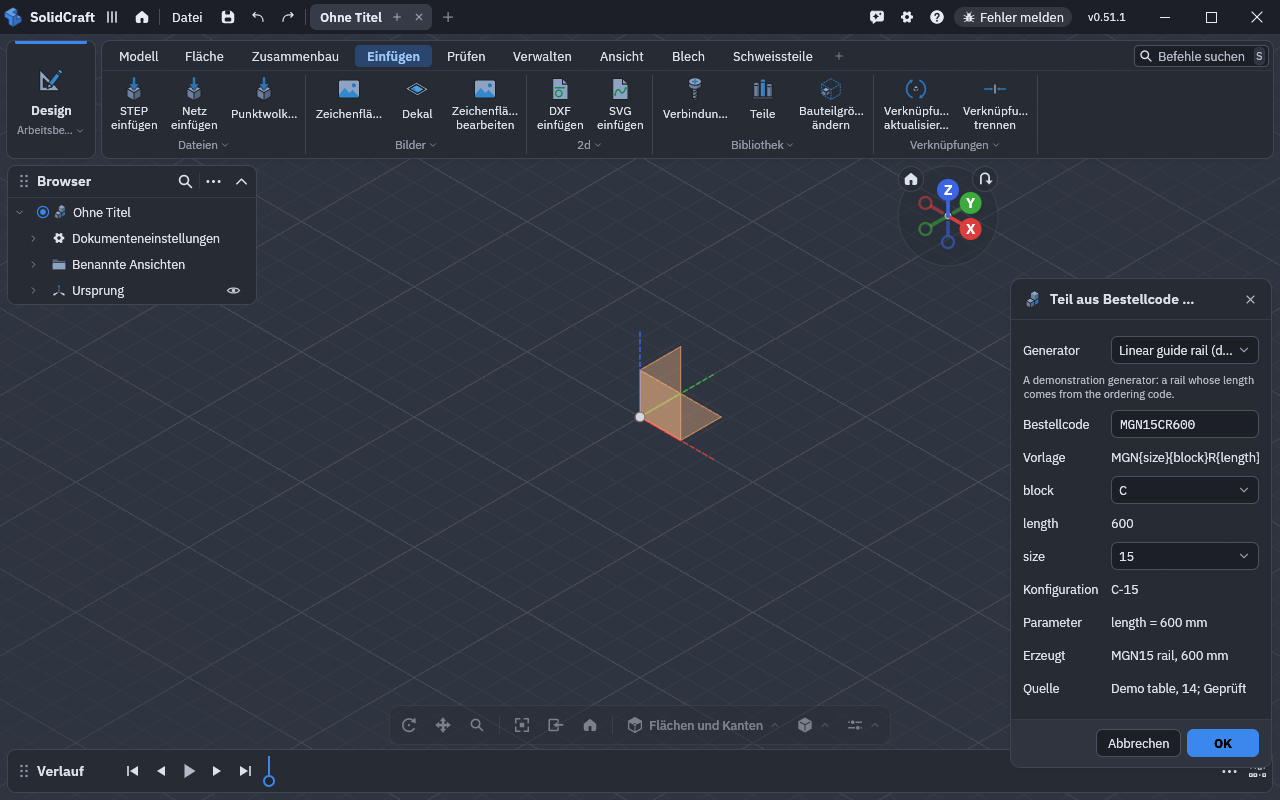 SolidCraft
Datei
Ohne Titel
Fehler melden
v0.51.1
Design
Arbeitsbe...
Modell
Fläche
Zusammenbau
Einfügen
Prüfen
Verwalten
Ansicht
Blech
Schweissteile
Befehle suchen
S
STEP einfügen
Netz einfügen
Punktwolk...
Dateien
Zeichenflä...
Dekal
Zeichenflä... bearbeiten
Bilder
DXF einfügen
SVG einfügen
2d
Verbindun...
Teile
Bauteilgrö... ändern
Bibliothek
Verknüpfu... aktualisier...
Verknüpfu... trennen
Verknüpfungen
Browser
Ohne Titel
Dokumenteneinstellungen
Benannte Ansichten
Ursprung
Z
Y
X
Teil aus Bestellcode ...
Generator
Linear guide rail (d...
A demonstration generator: a rail whose length
comes from the ordering code.
Bestellcode
MGN15CR600
Vorlage
MGN{size}{block}R{length}
block
C
length
600
size
15
Konfiguration
C-15
Parameter
length = 600 mm
Erzeugt
MGN15 rail, 600 mm
Quelle
Demo table, 14; Geprüft
Abbrechen
OK
Flächen und Kanten
Verlauf